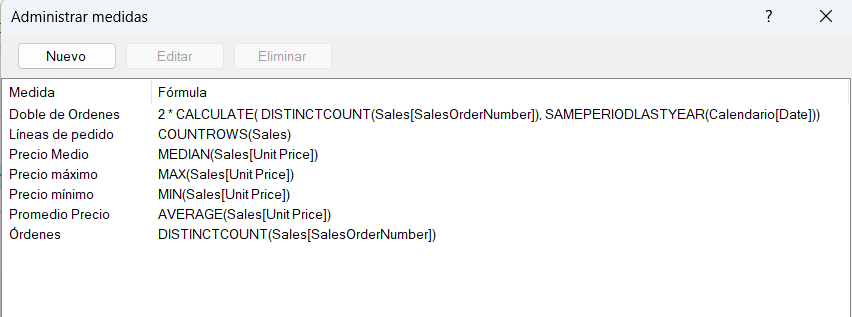 Administrar medidas
Nuevo Editar Eliminar
Medida Fórmula
Doble de Ordenes 2 * CALCULATE( DISTINCTCOUNT(Sales[SalesOrderNumber]), SAMEPERIODLASTYEAR(Calendario[Date]))
Líneas de pedido COUNTROWS(Sales)
Precio Medio MEDIAN(Sales[Unit Price])
Precio máximo MAX(Sales[Unit Price])
Precio mínimo MIN(Sales[Unit Price])
Promedio Precio AVERAGE(Sales[Unit Price])
Órdenes DISTINCTCOUNT(Sales[SalesOrderNumber])